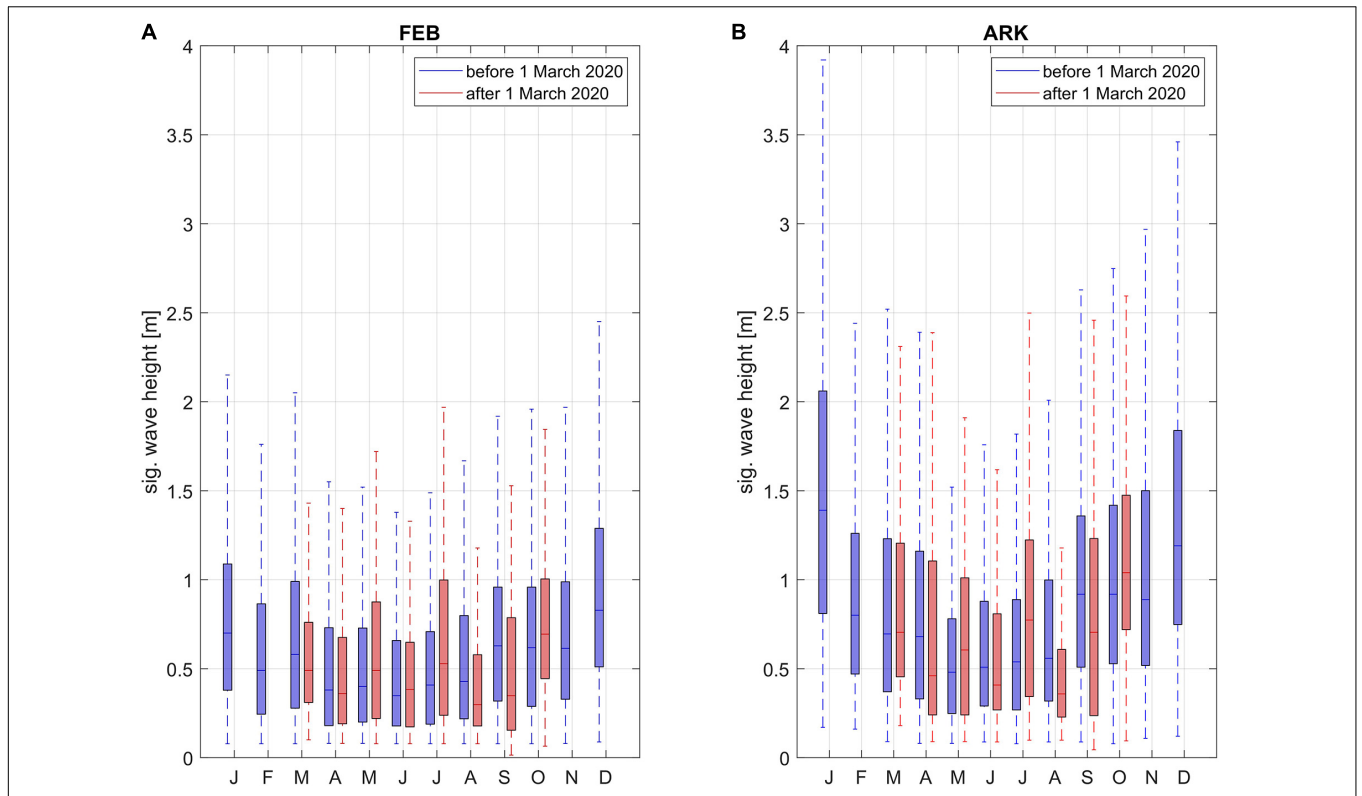 A
FEB
before 1 March 2020
after 1 March 2020
sig. wave height [m]
4
3.5
3
2.5
2
1.5
1
0.5
0
J F M A M J J A S O N D
B
ARK
before 1 March 2020
after 1 March 2020
sig. wave height [m]
4
3.5
3
2.5
2
1.5
1
0.5
0
J F M A M J J A S O N D